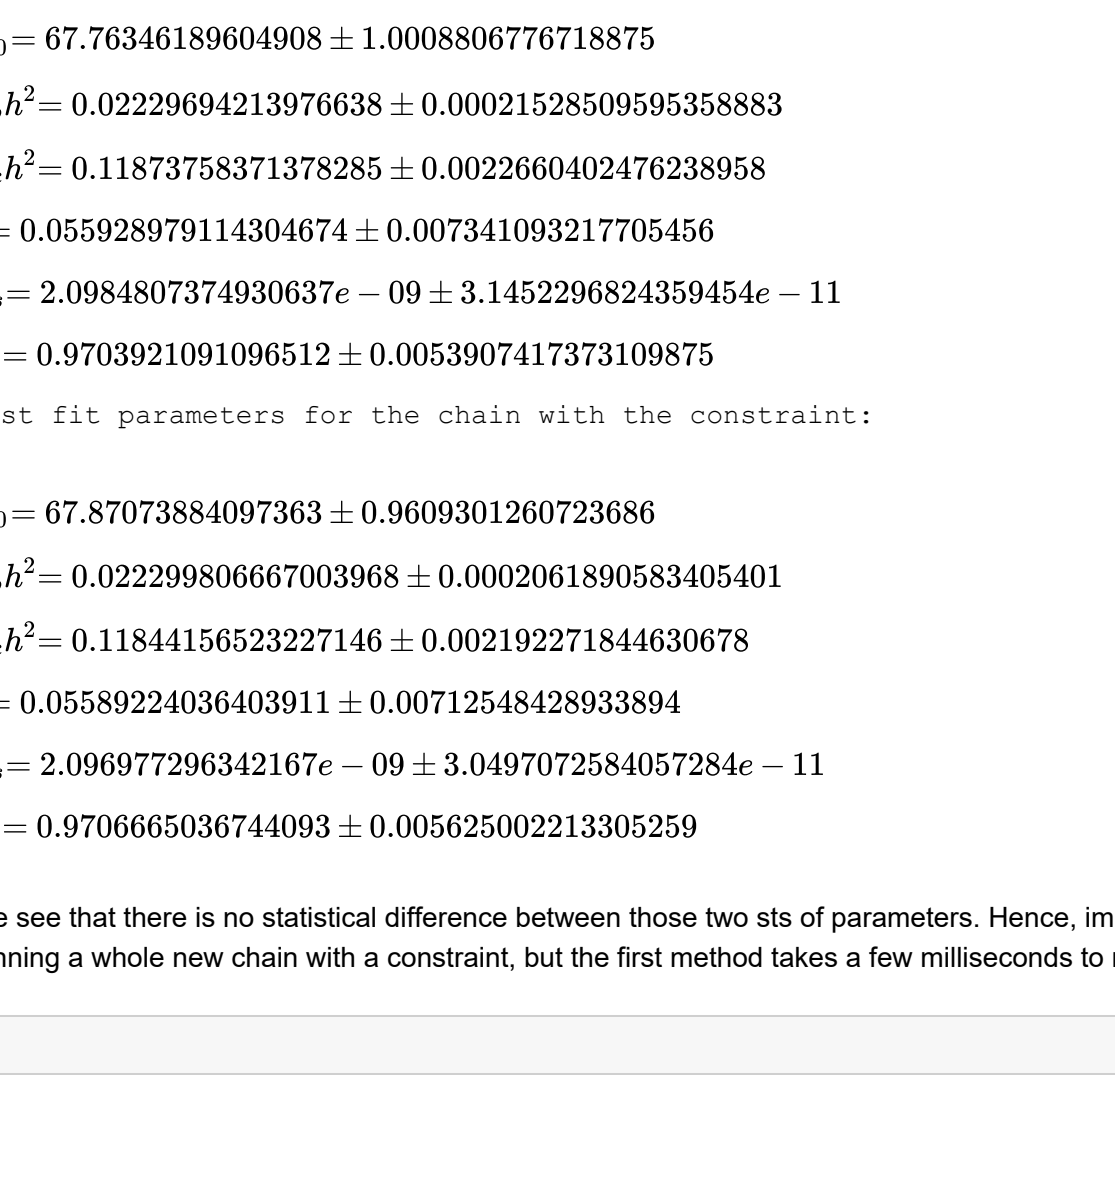 ₀= 67.76346189604908 ± 1.0008806776718875
h²= 0.02229694213976638 ± 0.00021528509595358883
h²= 0.11873758371378285 ± 0.0022660402476238958
= 0.055928979114304674 ± 0.007341093217705456
ₛ= 2.0984807374930637e − 09 ± 3.1452296824359454e − 11
= 0.9703921091096512 ± 0.0053907417373109875
st fit parameters for the chain with the constraint:
₀= 67.87073884097363 ± 0.9609301260723686
h²= 0.022299806667003968 ± 0.0002061890583405401
h²= 0.11844156523227146 ± 0.002192271844630678
= 0.05589224036403911 ± 0.00712548428933894
ₛ= 2.096977296342167e − 09 ± 3.0497072584057284e − 11
= 0.9706665036744093 ± 0.005625002213305259
e see that there is no statistical difference between those two sts of parameters. Hence, im
nning a whole new chain with a constraint, but the first method takes a few milliseconds to